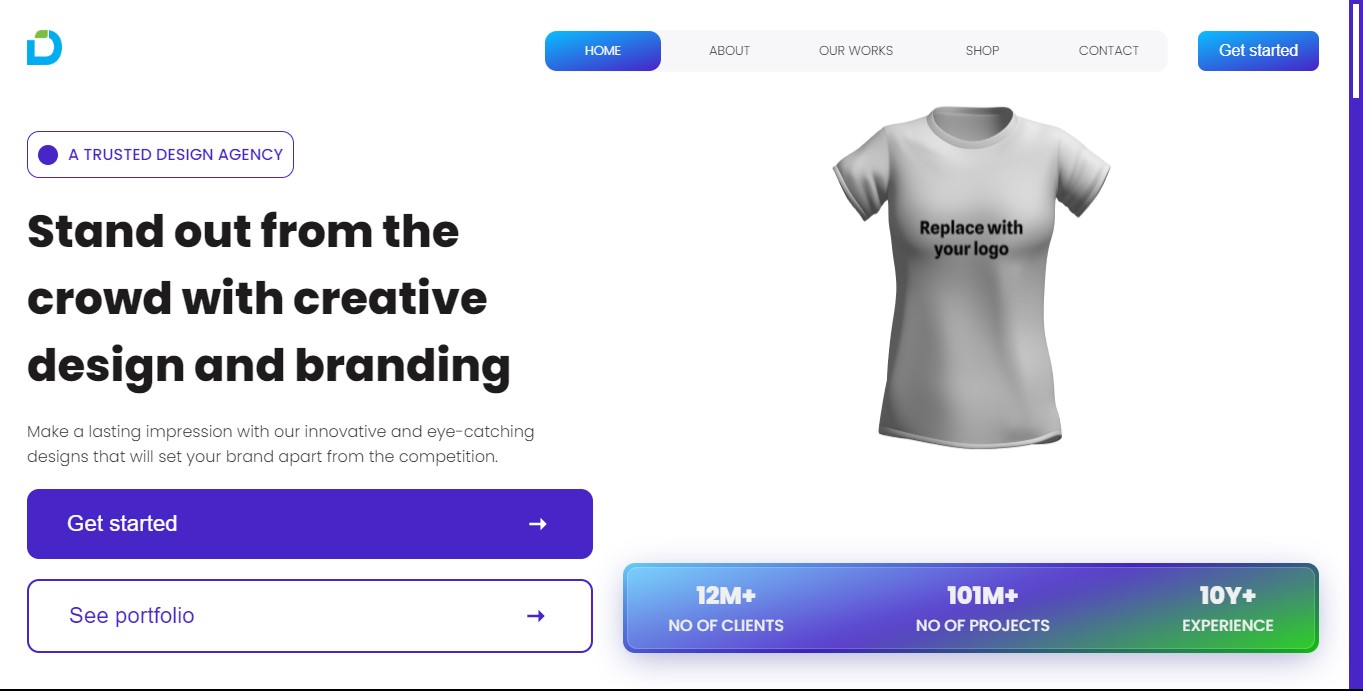 HOME
ABOUT
OUR WORKS
SHOP
CONTACT
Get started
A TRUSTED DESIGN AGENCY
Stand out from the
crowd with creative
design and branding
Make a lasting impression with our innovative and eye-catching
designs that will set your brand apart from the competition.
Get started
See portfolio
Replace with
your logo
12M+
NO OF CLIENTS
101M+
NO OF PROJECTS
10Y+
EXPERIENCE